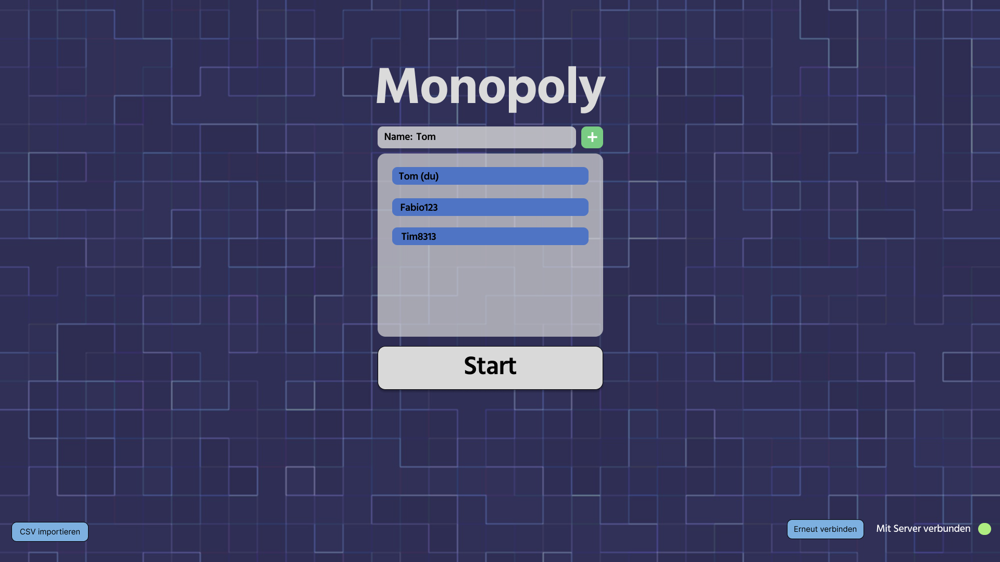 Monopoly
Name: Tom
+
Tom (du)
Fabio123
Tim8313
Start
CSV importieren
Erneut verbinden
Mit Server verbunden